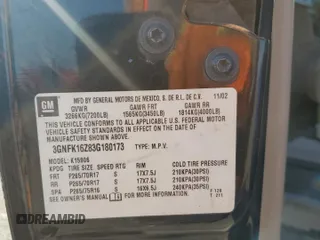 GM
MFD BY GENERAL MOTORS DE MEXICO, S. DE R.L. DE C.V. 11/02
GVWR GAWR FRT GAWR RR
3266KG(7200LB) 1565KG(3450LB) 1814KG(4000LB)
THIS VEHICLE CONFORMS TO ALL APPLICABLE U.S. FEDERAL MOTOR VEHICLE SAFETY STANDARDS IN EFFECT ON THE DATE OF MANUFACTURE SHOWN ABOVE.
3GNFK16Z83G180173 TYPE: M.P.V.
MODEL: K15906
TIRE SIZE SPEED RTG RIM COLD TIRE PRESSURE
FRT P265/70R17 S 17X7.5J 210KPA(30PSI)
RR P265/70R17 S 17X7.5J 210KPA(30PSI)
SPA P265/75R16 S 16X6.5J 240KPA(35PSI)
SEE OWNER'S MANUAL FOR ADDITIONAL INFORMATION
DRIVE AND BID